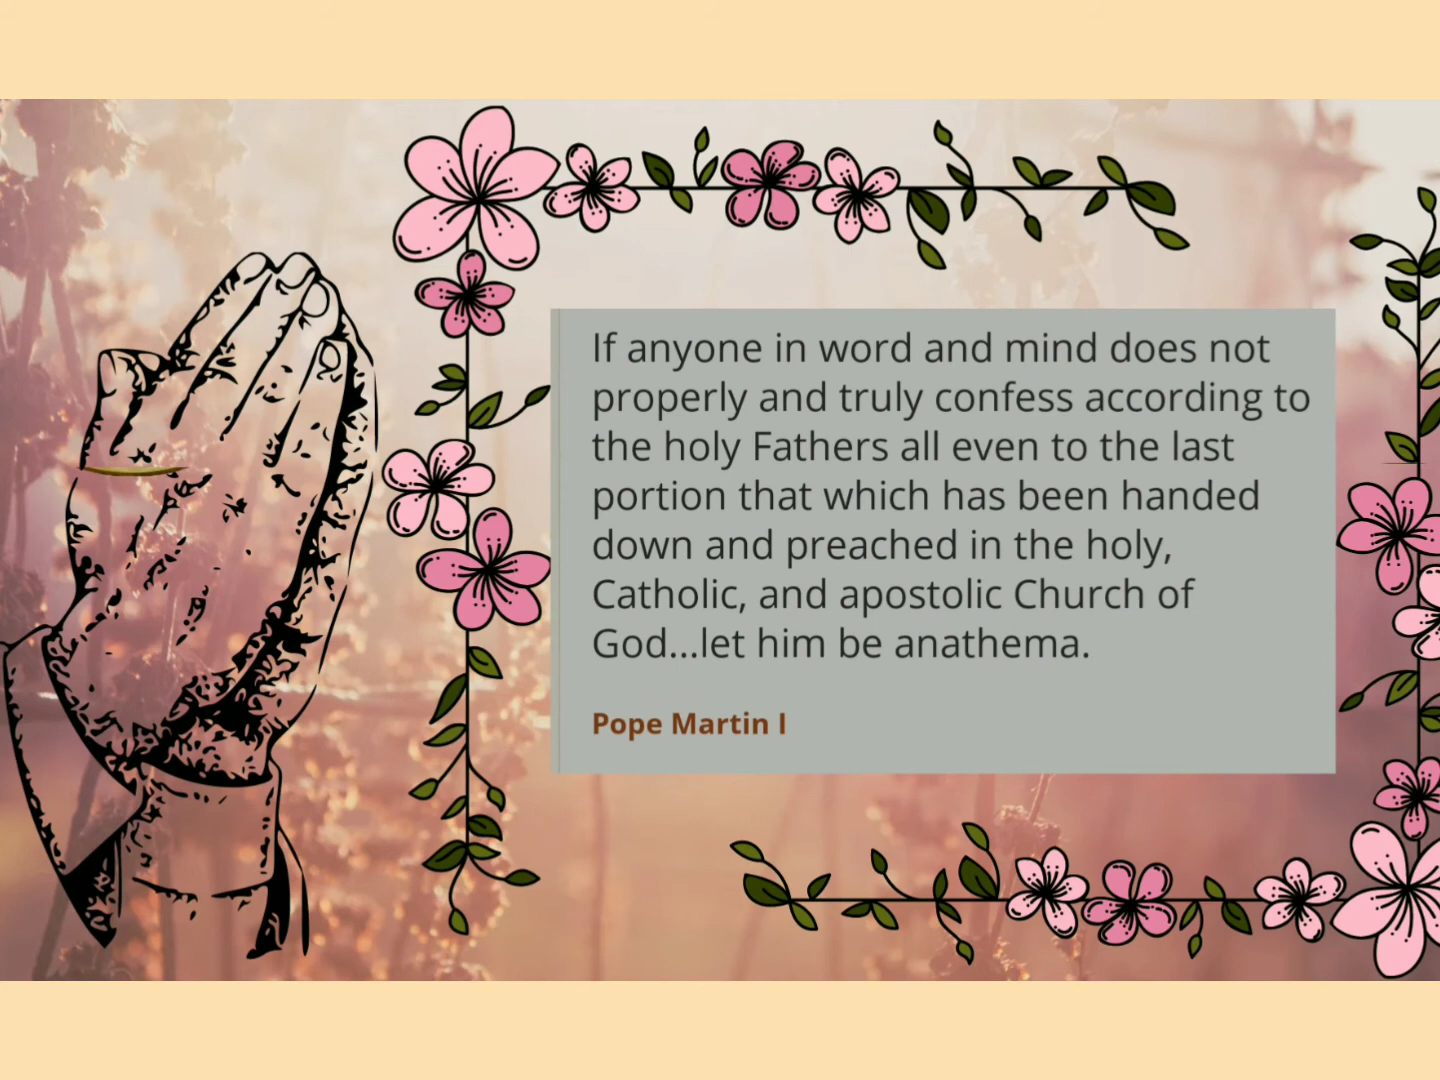 If anyone in word and mind does not
properly and truly confess according to
the holy Fathers all even to the last
portion that which has been handed
down and preached in the holy,
Catholic, and apostolic Church of
God...let him be anathema.
Pope Martin I